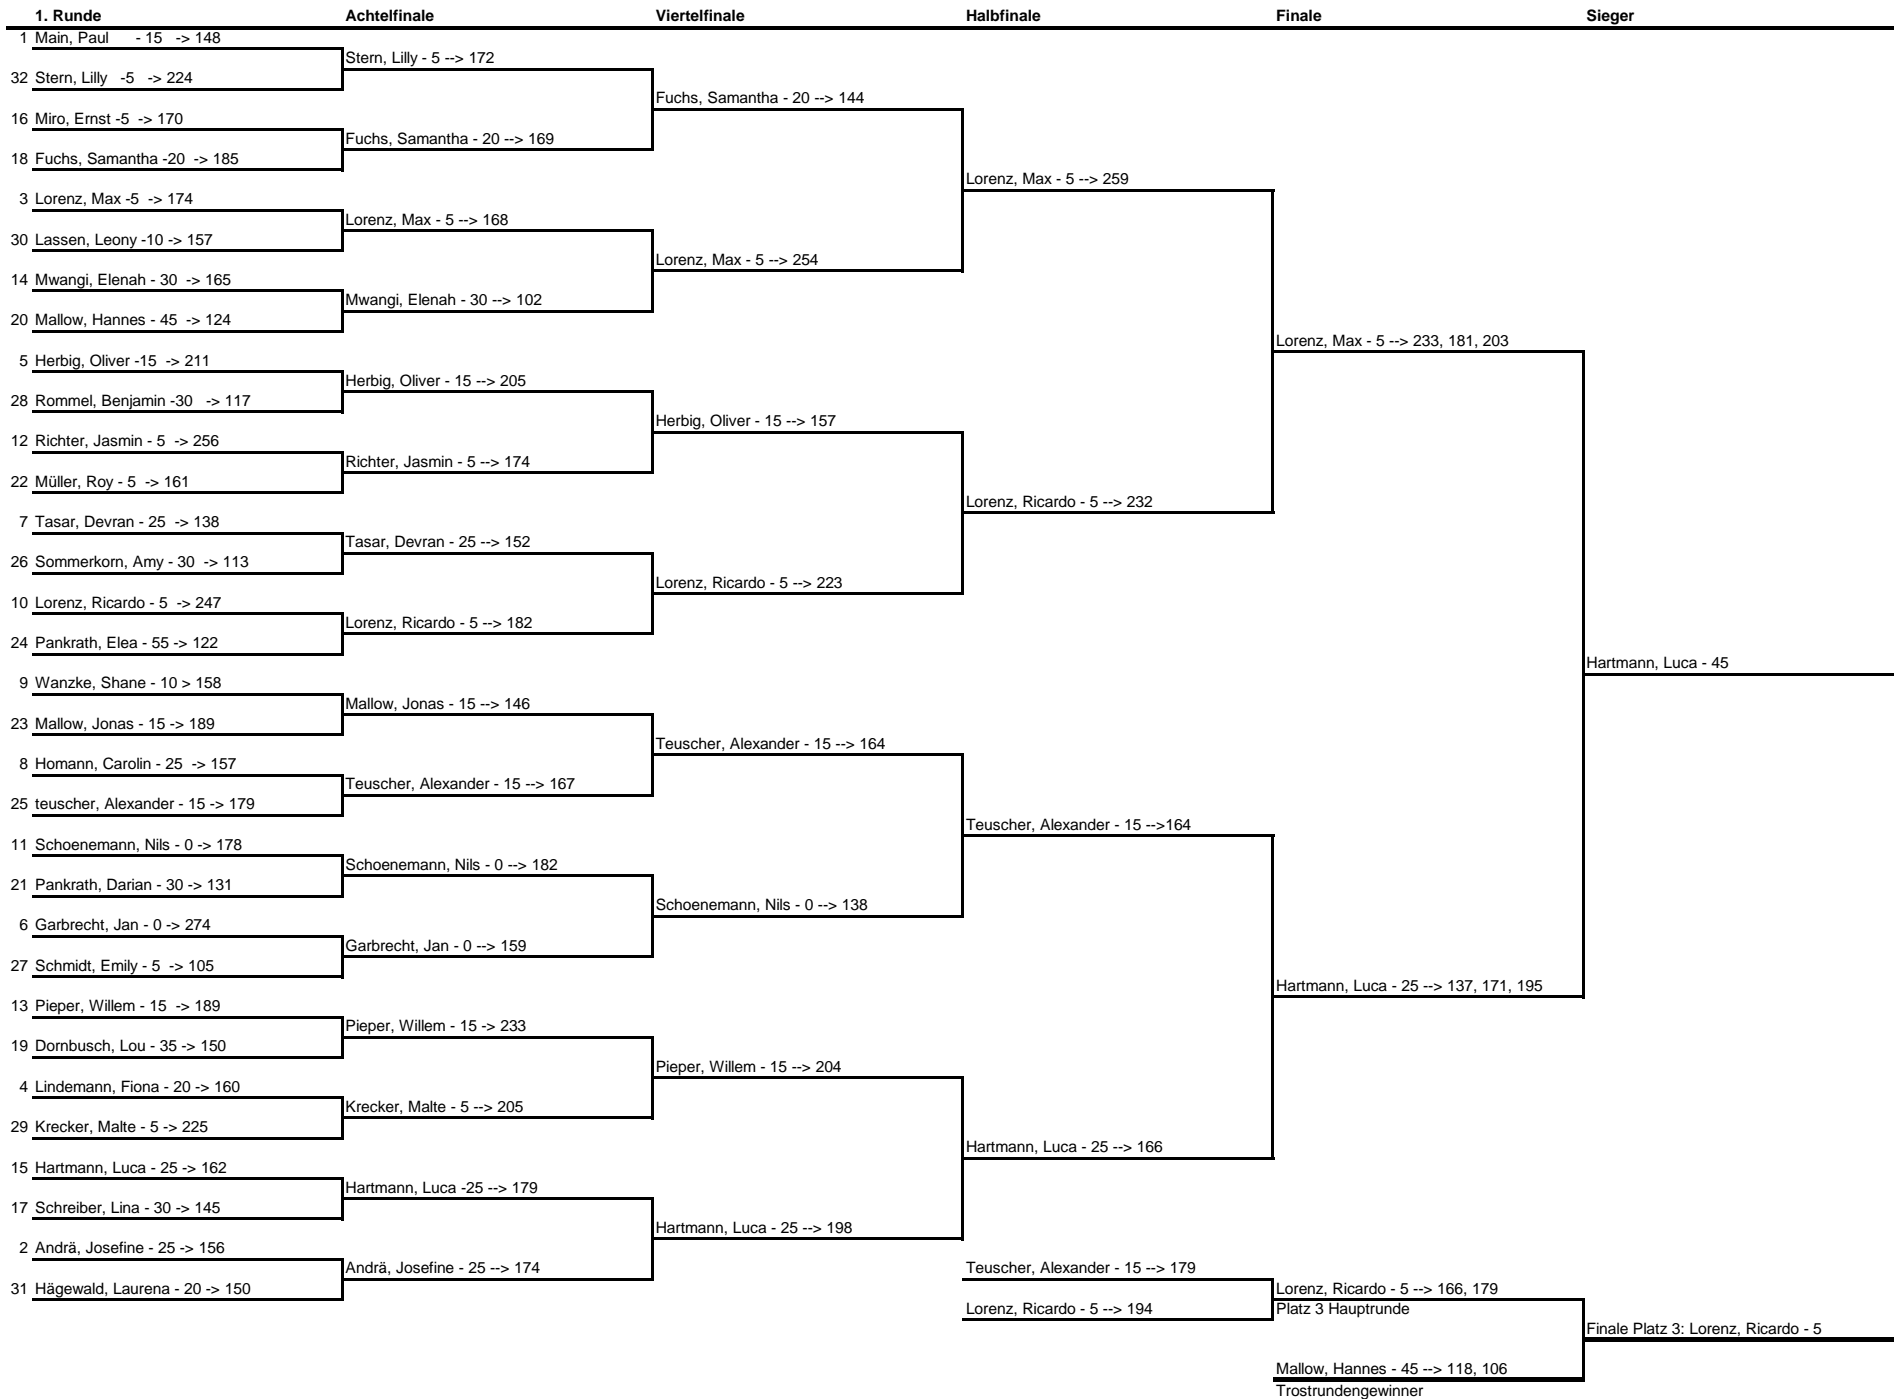 1. Runde Achtelfinale Viertelfinale Halbfinale Finale Sieger
1 Main, Paul - 15 -> 148
Stern, Lilly - 5 --> 172
32 Stern, Lilly -5 -> 224
Fuchs, Samantha - 20 --> 144
16 Miro, Ernst -5 -> 170
Fuchs, Samantha - 20 --> 169
18 Fuchs, Samantha -20 -> 185
Lorenz, Max - 5 --> 259
3 Lorenz, Max -5 -> 174
Lorenz, Max - 5 --> 168
30 Lassen, Leony -10 -> 157
Lorenz, Max - 5 --> 254
14 Mwangi, Elenah - 30 -> 165
Mwangi, Elenah - 30 --> 102
20 Mallow, Hannes - 45 -> 124
Lorenz, Max - 5 --> 233, 181, 203
5 Herbig, Oliver -15 -> 211
Herbig, Oliver - 15 --> 205
28 Rommel, Benjamin -30 -> 117
Herbig, Oliver - 15 --> 157
12 Richter, Jasmin - 5 -> 256
Richter, Jasmin - 5 --> 174
22 Müller, Roy - 5 -> 161
Lorenz, Ricardo - 5 --> 232
7 Tasar, Devran - 25 -> 138
Tasar, Devran - 25 --> 152
26 Sommerkorn, Amy - 30 -> 113
Lorenz, Ricardo - 5 --> 223
10 Lorenz, Ricardo - 5 -> 247
Lorenz, Ricardo - 5 --> 182
24 Pankrath, Elea - 55 -> 122
Hartmann, Luca - 45
9 Wanzke, Shane - 10 > 158
Mallow, Jonas - 15 --> 146
23 Mallow, Jonas - 15 -> 189
Teuscher, Alexander - 15 --> 164
8 Homann, Carolin - 25 -> 157
Teuscher, Alexander - 15 --> 167
25 teuscher, Alexander - 15 -> 179
Teuscher, Alexander - 15 -->164
11 Schoenemann, Nils - 0 -> 178
Schoenemann, Nils - 0 --> 182
21 Pankrath, Darian - 30 -> 131
Schoenemann, Nils - 0 --> 138
6 Garbrecht, Jan - 0 -> 274
Garbrecht, Jan - 0 --> 159
27 Schmidt, Emily - 5 -> 105
Hartmann, Luca - 25 --> 137, 171, 195
13 Pieper, Willem - 15 -> 189
Pieper, Willem - 15 -> 233
19 Dornbusch, Lou - 35 -> 150
Pieper, Willem - 15 --> 204
4 Lindemann, Fiona - 20 -> 160
Krecker, Malte - 5 --> 205
29 Krecker, Malte - 5 -> 225
Hartmann, Luca - 25 --> 166
15 Hartmann, Luca - 25 -> 162
Hartmann, Luca -25 --> 179
17 Schreiber, Lina - 30 -> 145
Hartmann, Luca - 25 --> 198
2 Andrä, Josefine - 25 -> 156
Andrä, Josefine - 25 --> 174
Teuscher, Alexander - 15 --> 179
31 Hägewald, Laurena - 20 -> 150
Lorenz, Ricardo - 5 --> 166, 179
Lorenz, Ricardo - 5 --> 194
Platz 3 Hauptrunde
Finale Platz 3: Lorenz, Ricardo - 5
Mallow, Hannes - 45 --> 118, 106
Trostrundengewinner